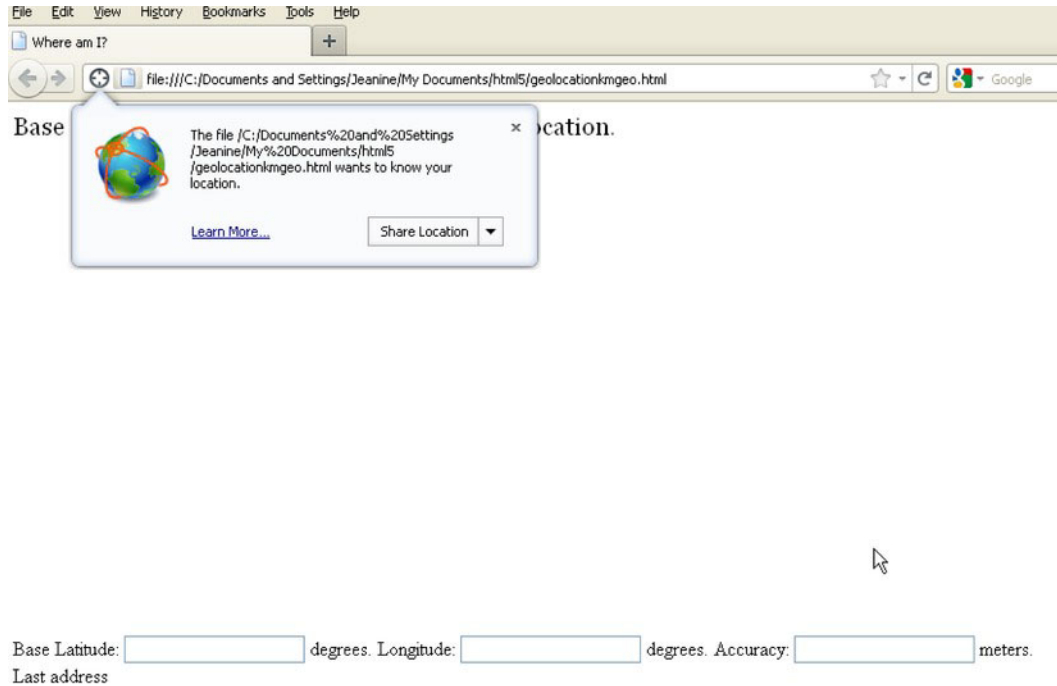 File Edit View History Bookmarks Tools Help
Where am I?
file:///C:/Documents and Settings/Jeanine/My Documents/html5/geolocationkmgeo.html Google
Base ocation.
The file /C:/Documents%20and%20Settings
/Jeanine/My%20Documents/html5
/geolocationkmgeo.html wants to know your
location.
Learn More... Share Location
Base Latitude: degrees. Longitude: degrees. Accuracy: meters.
Last address